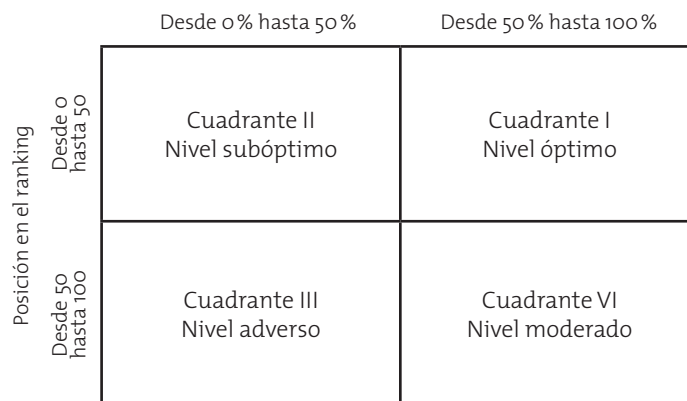 Desde 0 % hasta 50 %
Desde 50 % hasta 100 %
Posición en el ranking
Desde 0
hasta 50
Cuadrante II
Nivel subóptimo
Cuadrante I
Nivel óptimo
Desde 50
hasta 100
Cuadrante III
Nivel adverso
Cuadrante VI
Nivel moderado